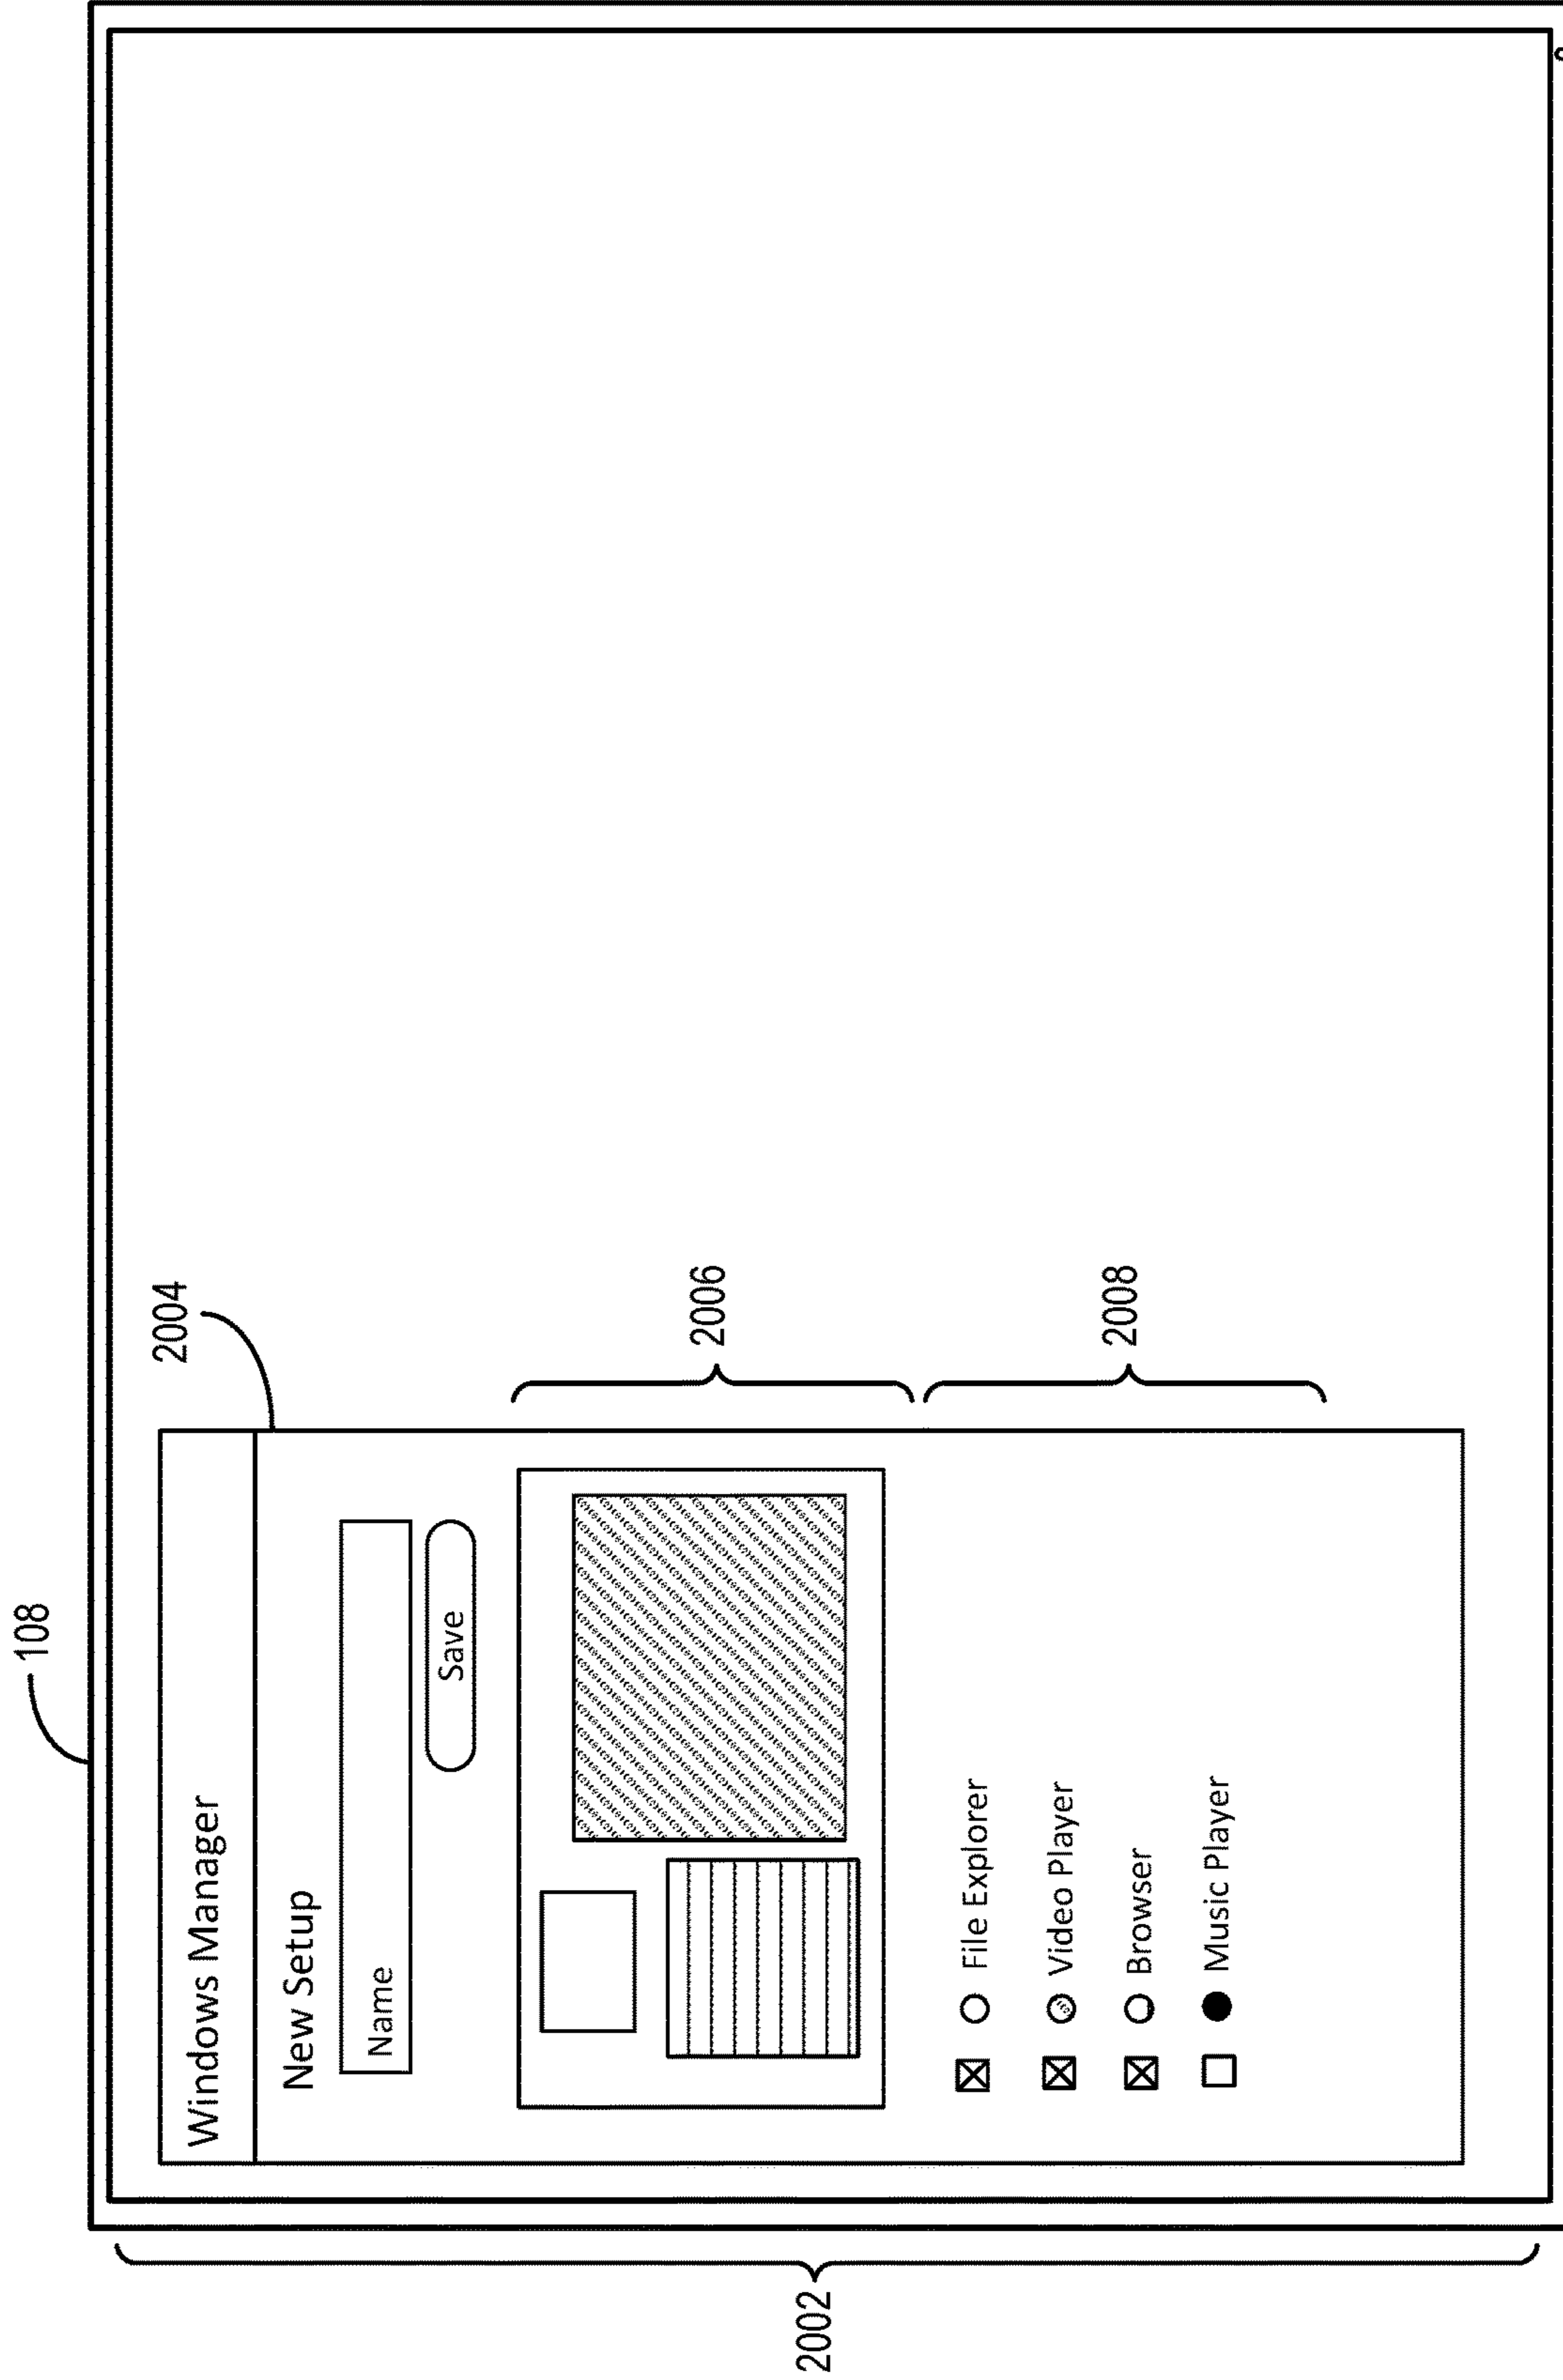 108
2002
2004
Windows Manager
New Setup
Name
Save
2006
2008
File Explorer
Video Player
Browser
Music Player